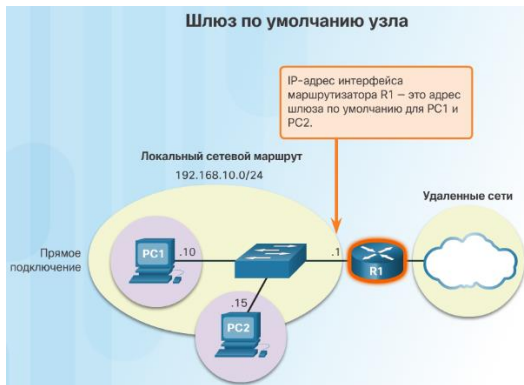 Шлюз по умолчанию узла
IP-адрес интерфейса
маршрутизатора R1 — это адрес
шлюза по умолчанию для PC1 и
PC2.
Локальный сетевой маршрут
192.168.10.0/24
Удаленные сети
Прямое
подключение
PC1
.10
.1
R1
.15
PC2